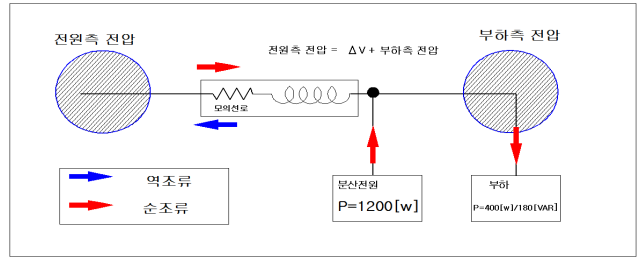 전원측 전압
부하측 전압
전원측 전압 = ΔV + 부하측 전압
모의선로
역조류
순조류
분산전원
P=1200[w]
부하
P=400[w]/180[VAR]